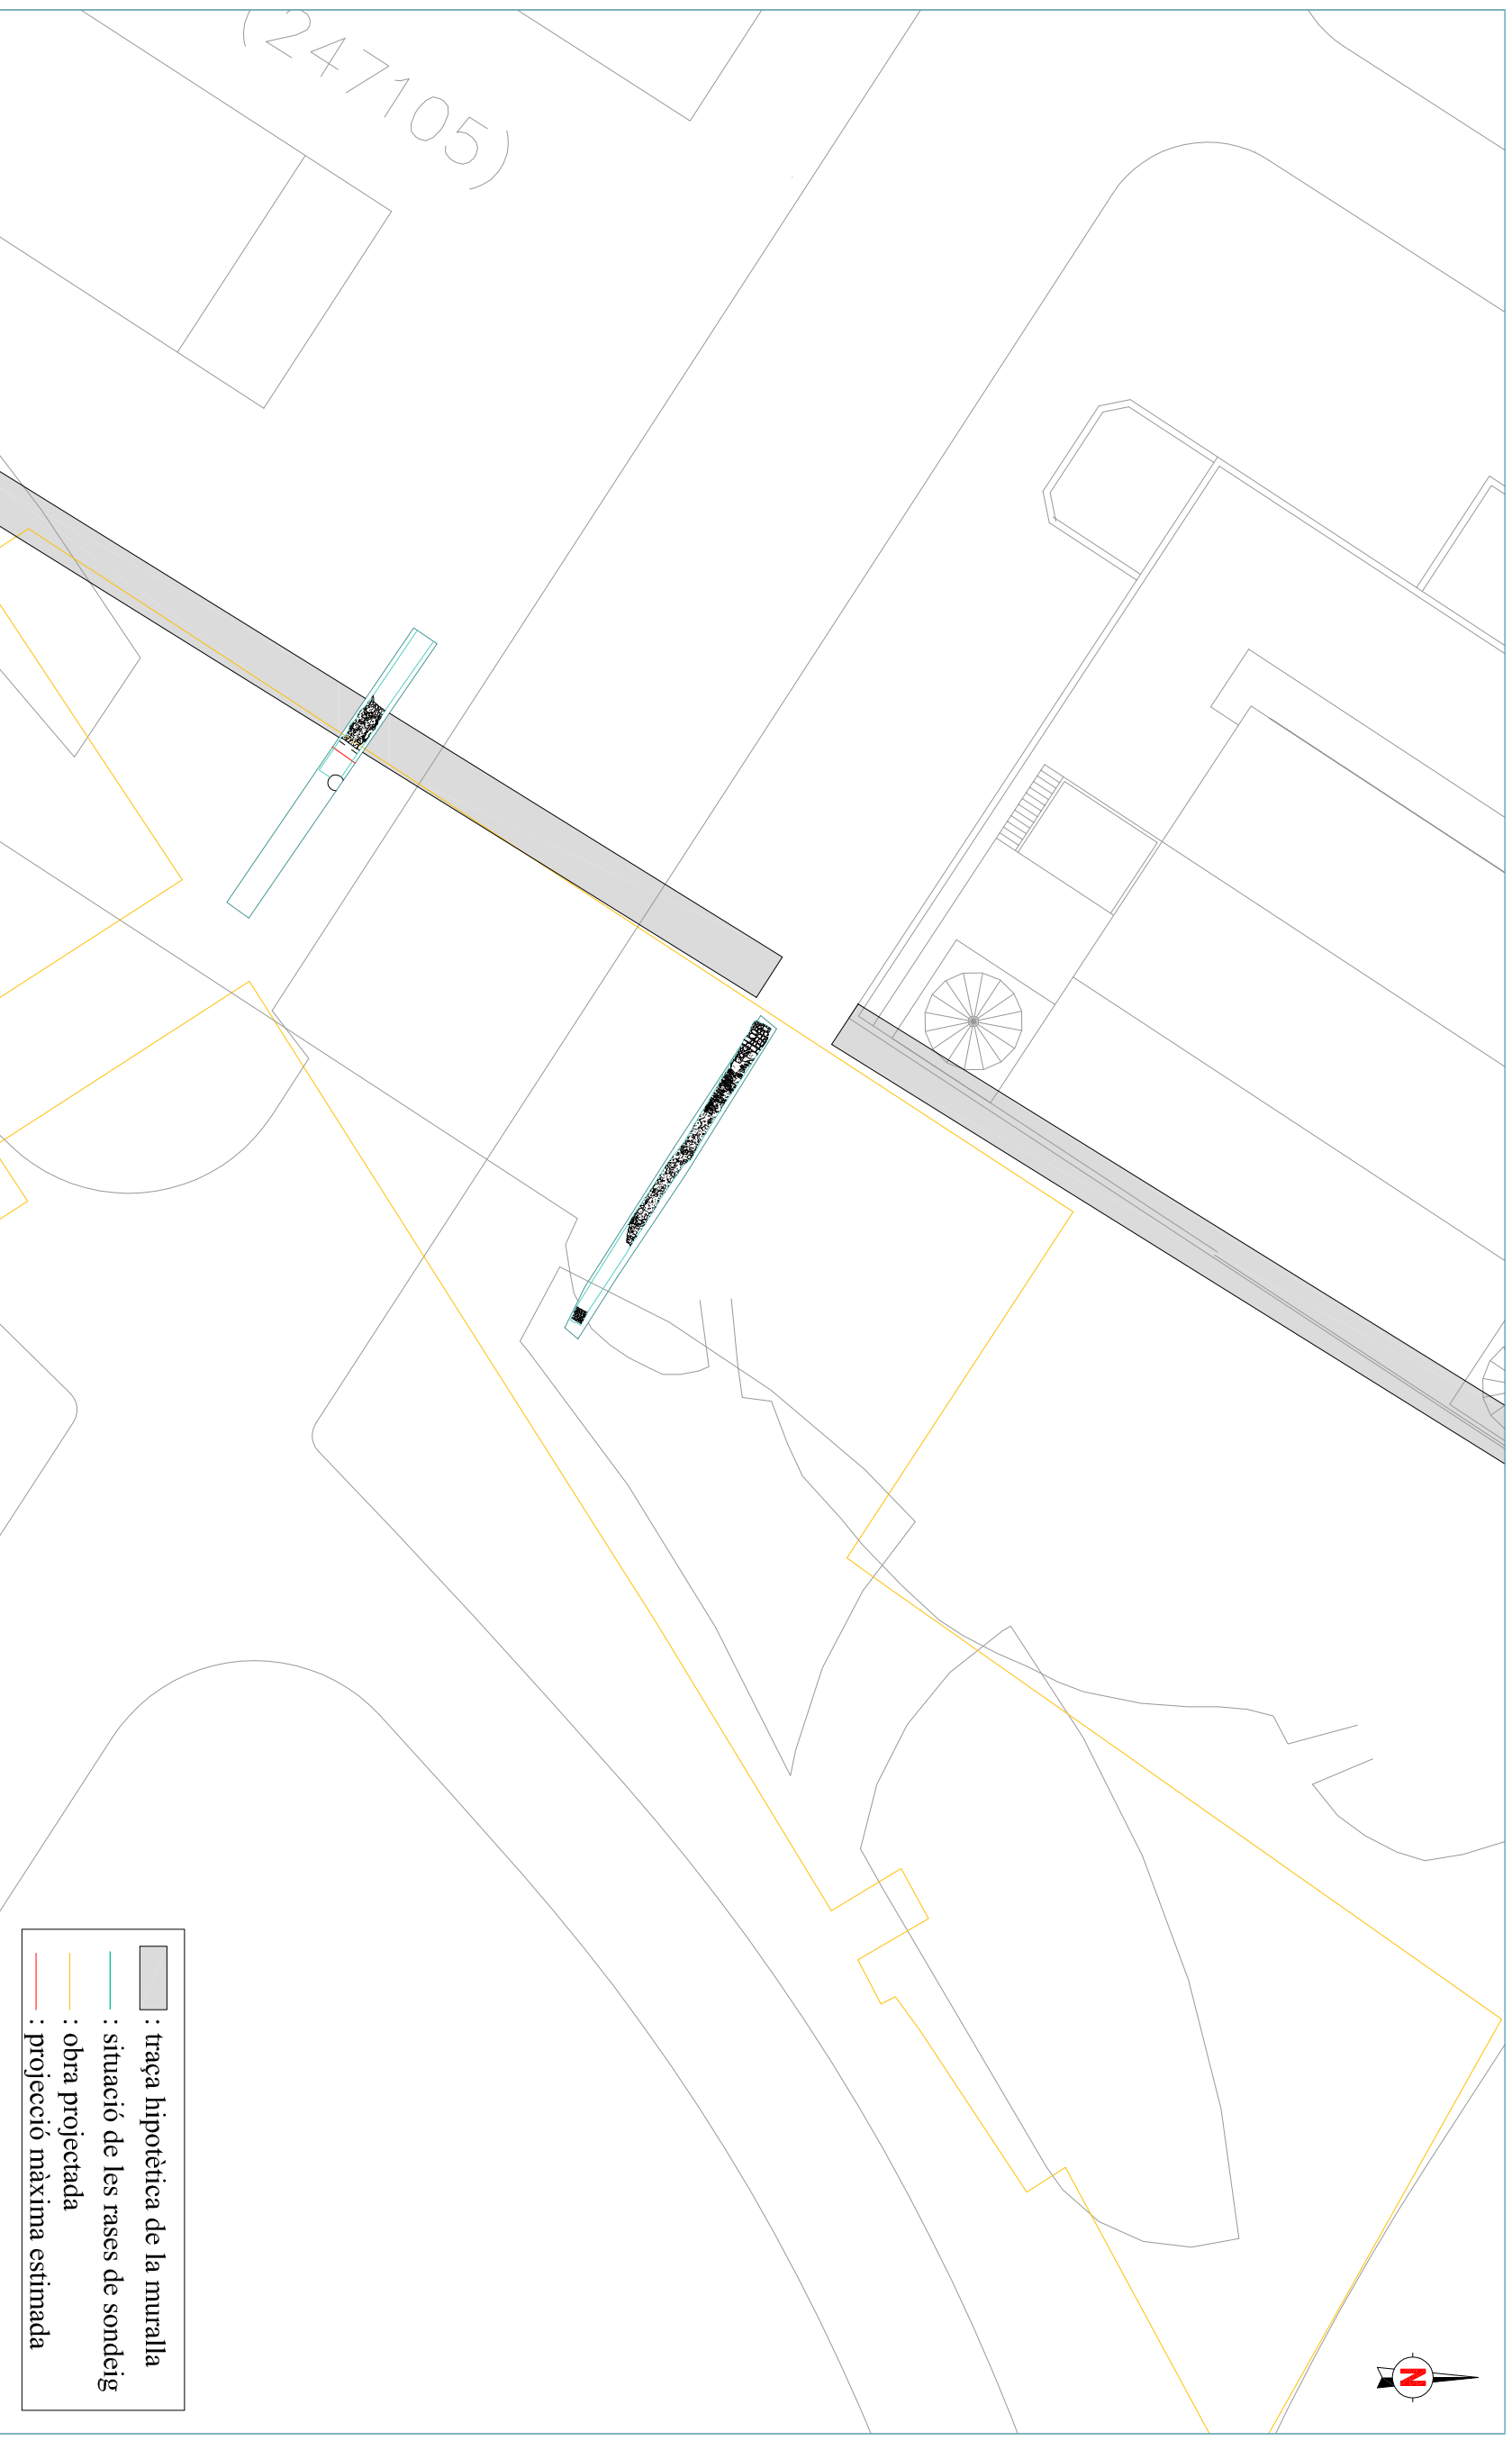 (247105)
: traça hipotètica de la muralla
: situació de les rases de sondeig
: obra projectada
: projecció màxima estimada
N